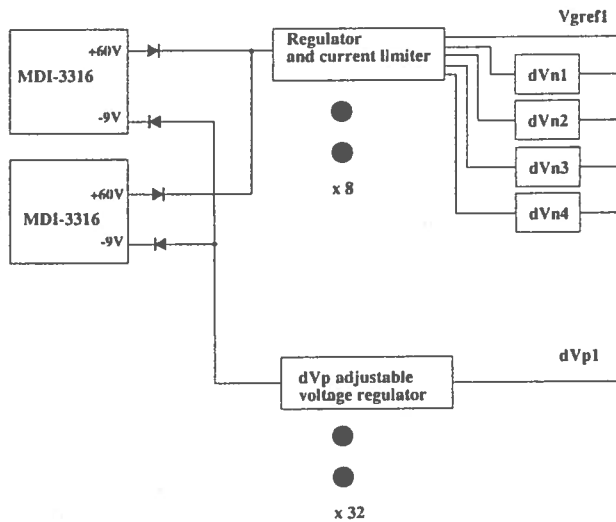 Vgref1
+60V
MDI-3316
-9V
Regulator
and current limiter
dVn1
dVn2
dVn3
dVn4
x 8
+60V
MDI-3316
-9V
dVp1
dVp adjustable
voltage regulator
x 32